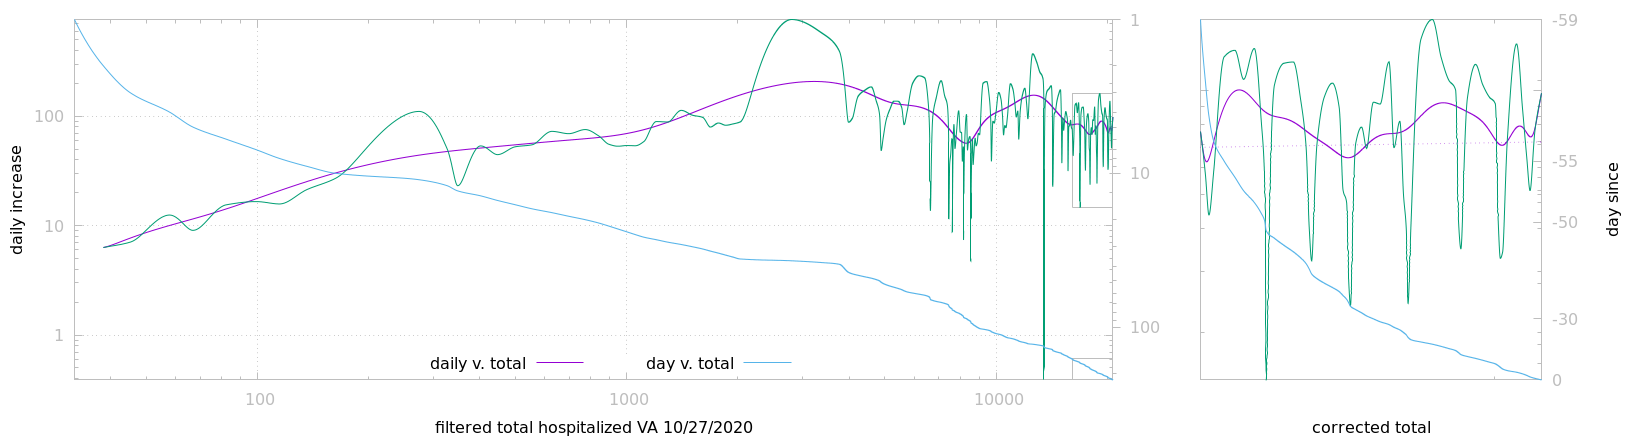 1
-59
100
daily increase
10
-55
day since
-50
10
-30
100
1
daily v. total
day v. total
0
100
1000
10000
filtered total hospitalized VA 10/27/2020
corrected total